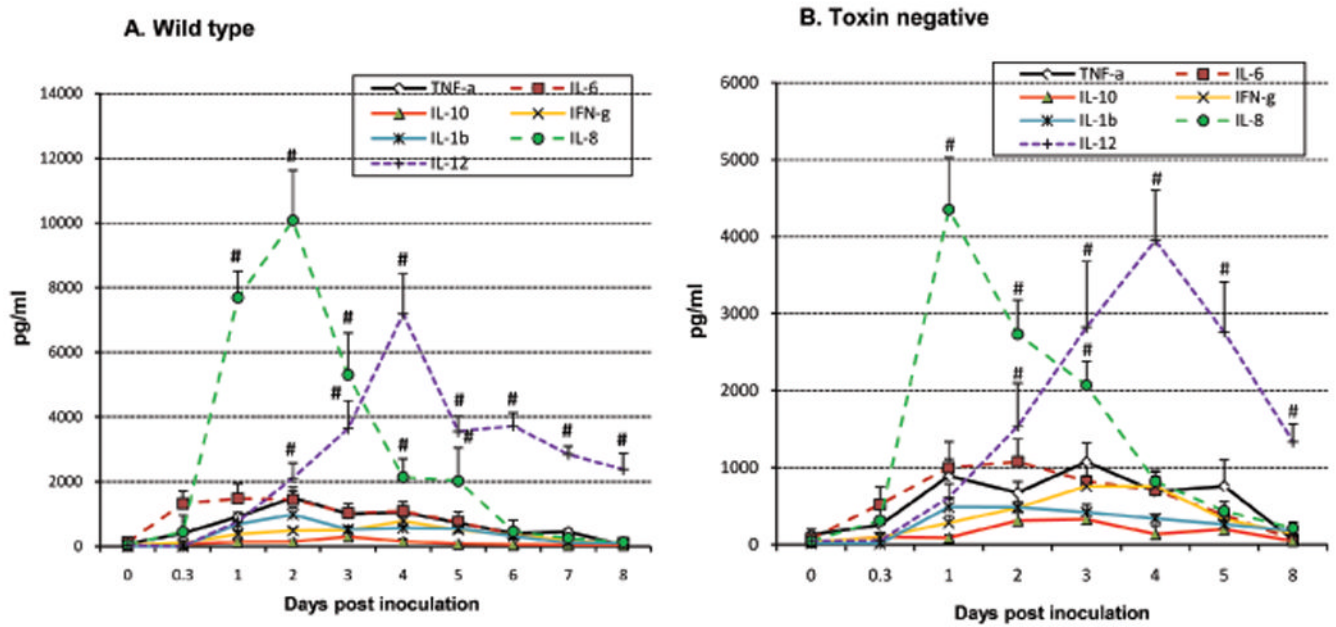 A. Wild type
TNF-a IL-6
IL-10 IFN-g
IL-1b IL-8
IL-12
14000
12000
10000
8000
6000
4000
2000
0
pg/ml
# # # # # # # # # # # # #
0 0.3 1 2 3 4 5 6 7 8
Days post inoculation
B. Toxin negative
TNF-a IL-6
IL-10 IFN-g
IL-1b IL-8
IL-12
6000
5000
4000
3000
2000
1000
0
pg/ml
# # # # # # # #
0 0.3 1 2 3 4 5 8
Days post inoculation